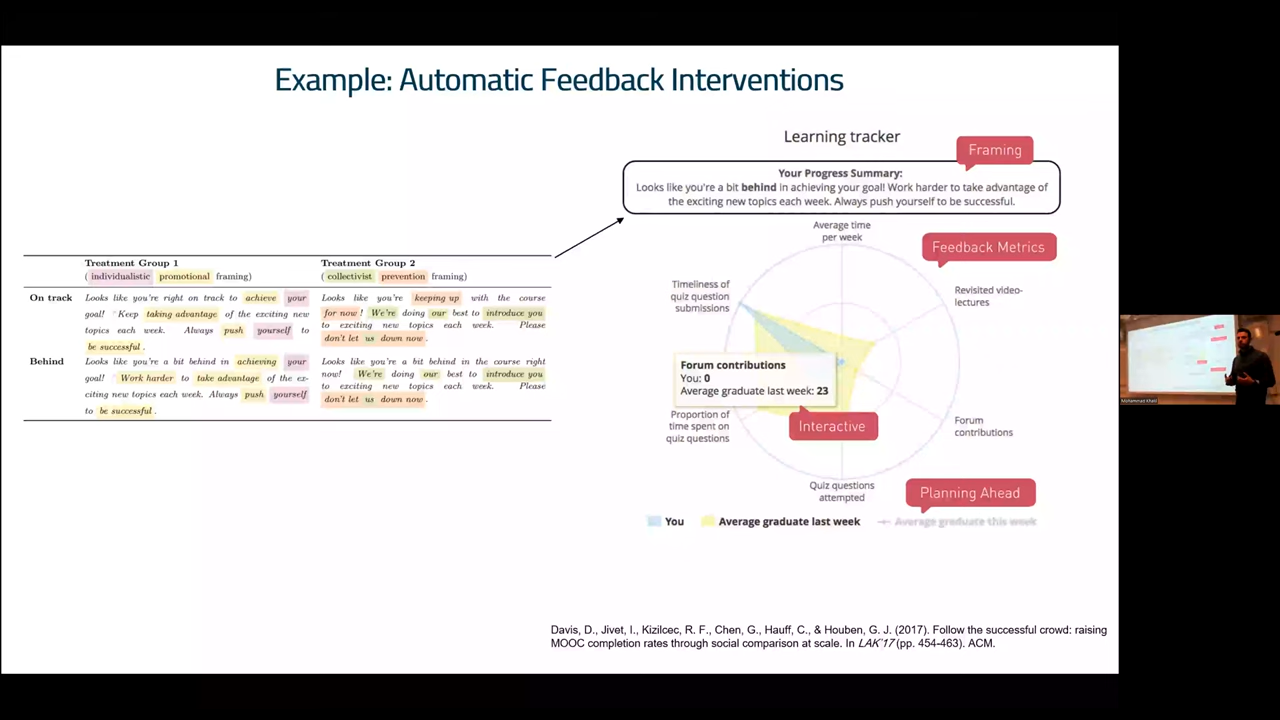 Example: Automatic Feedback Interventions
Treatment Group 1
( individualistic promotional framing)
Treatment Group 2
( collectivist prevention framing)
On track
Looks like you're right on track to achieve your
goal! Keep taking advantage of the exciting new
topics each week. Always push yourself to
be successful .
Looks like you're keeping up with the course
for now ! We're doing our best to introduce you
to exciting new topics each week. Please
don't let us down now .
Behind
Looks like you're a bit behind in achieving your
goal! Work harder to take advantage of the ex-
citing new topics each week. Always push yourself
to be successful .
Looks like you're a bit behind in the course right
now! We're doing our best to introduce you
to exciting new topics each week. Please
don't let us down now .
Learning tracker
Framing
Your Progress Summary:
Looks like you're a bit behind in achieving your goal! Work harder to take advantage of
the exciting new topics each week. Always push yourself to be successful.
Average time
per week
Feedback Metrics
Timeliness of
quiz question
submissions
Revisited video-
lectures
Forum contributions
You: 0
Average graduate last week: 23
Proportion of
time spent on
quiz questions
Interactive
Forum
contributions
Quiz questions
attempted
Planning Ahead
You
Average graduate last week
Average graduate this week
Davis, D., Jivet, I., Kizilcec, R. F., Chen, G., Hauff, C., & Houben, G. J. (2017). Follow the successful crowd: raising
MOOC completion rates through social comparison at scale. In LAK'17 (pp. 454-463). ACM.
Mohammad Khalil